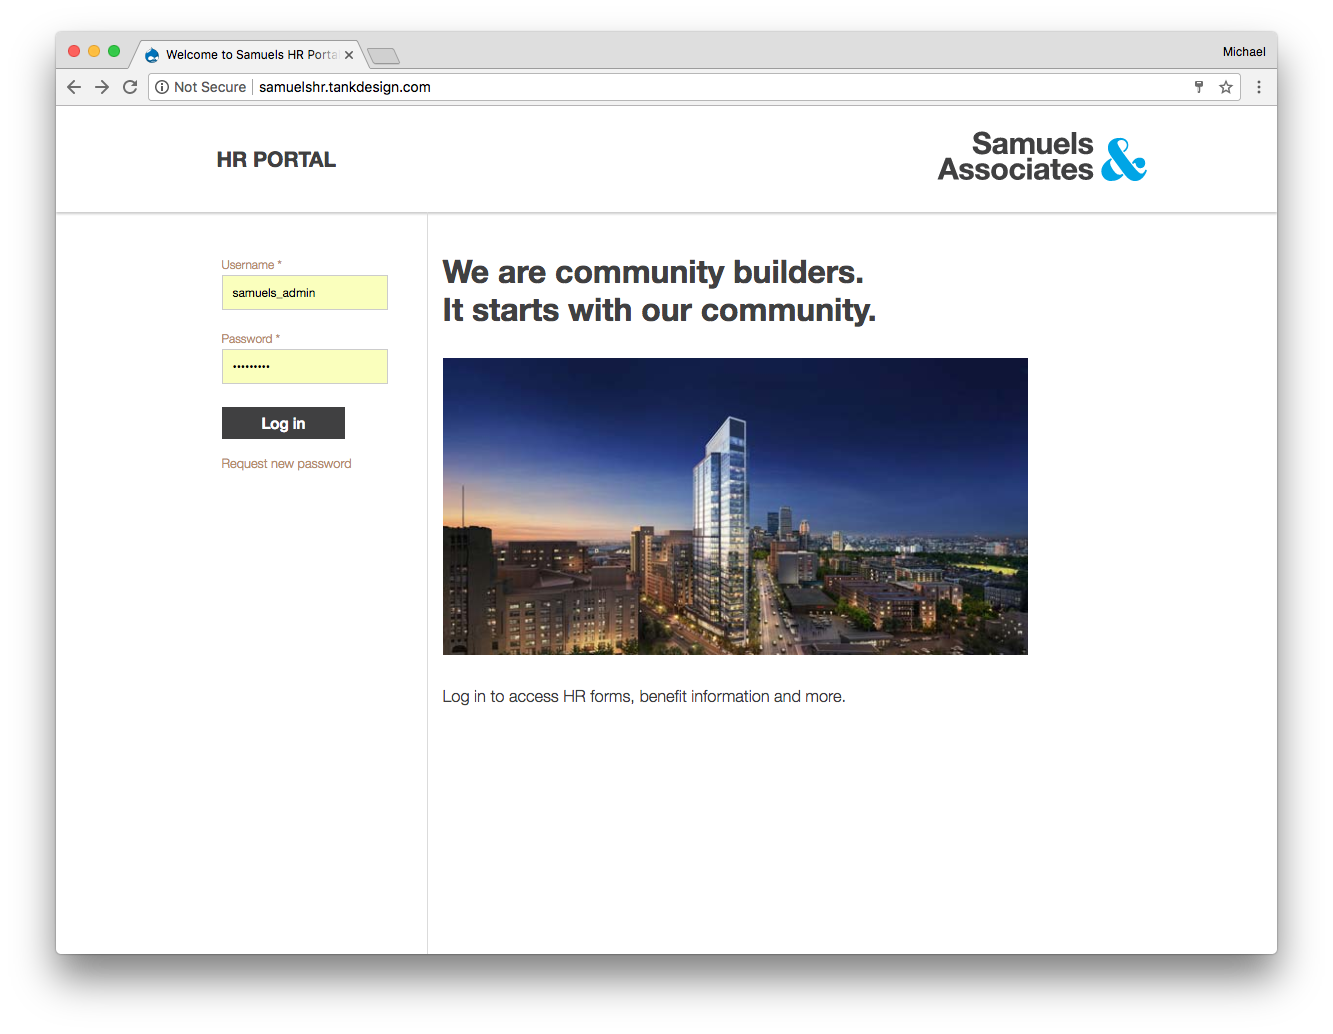 Welcome to Samuels HR Porta
Michael
Not Secure
samuelshr.tankdesign.com
HR PORTAL
Samuels
Associates &
Username *
samuels_admin
Password *
•••••••••
Log in
Request new password
We are community builders.
It starts with our community.
Log in to access HR forms, benefit information and more.